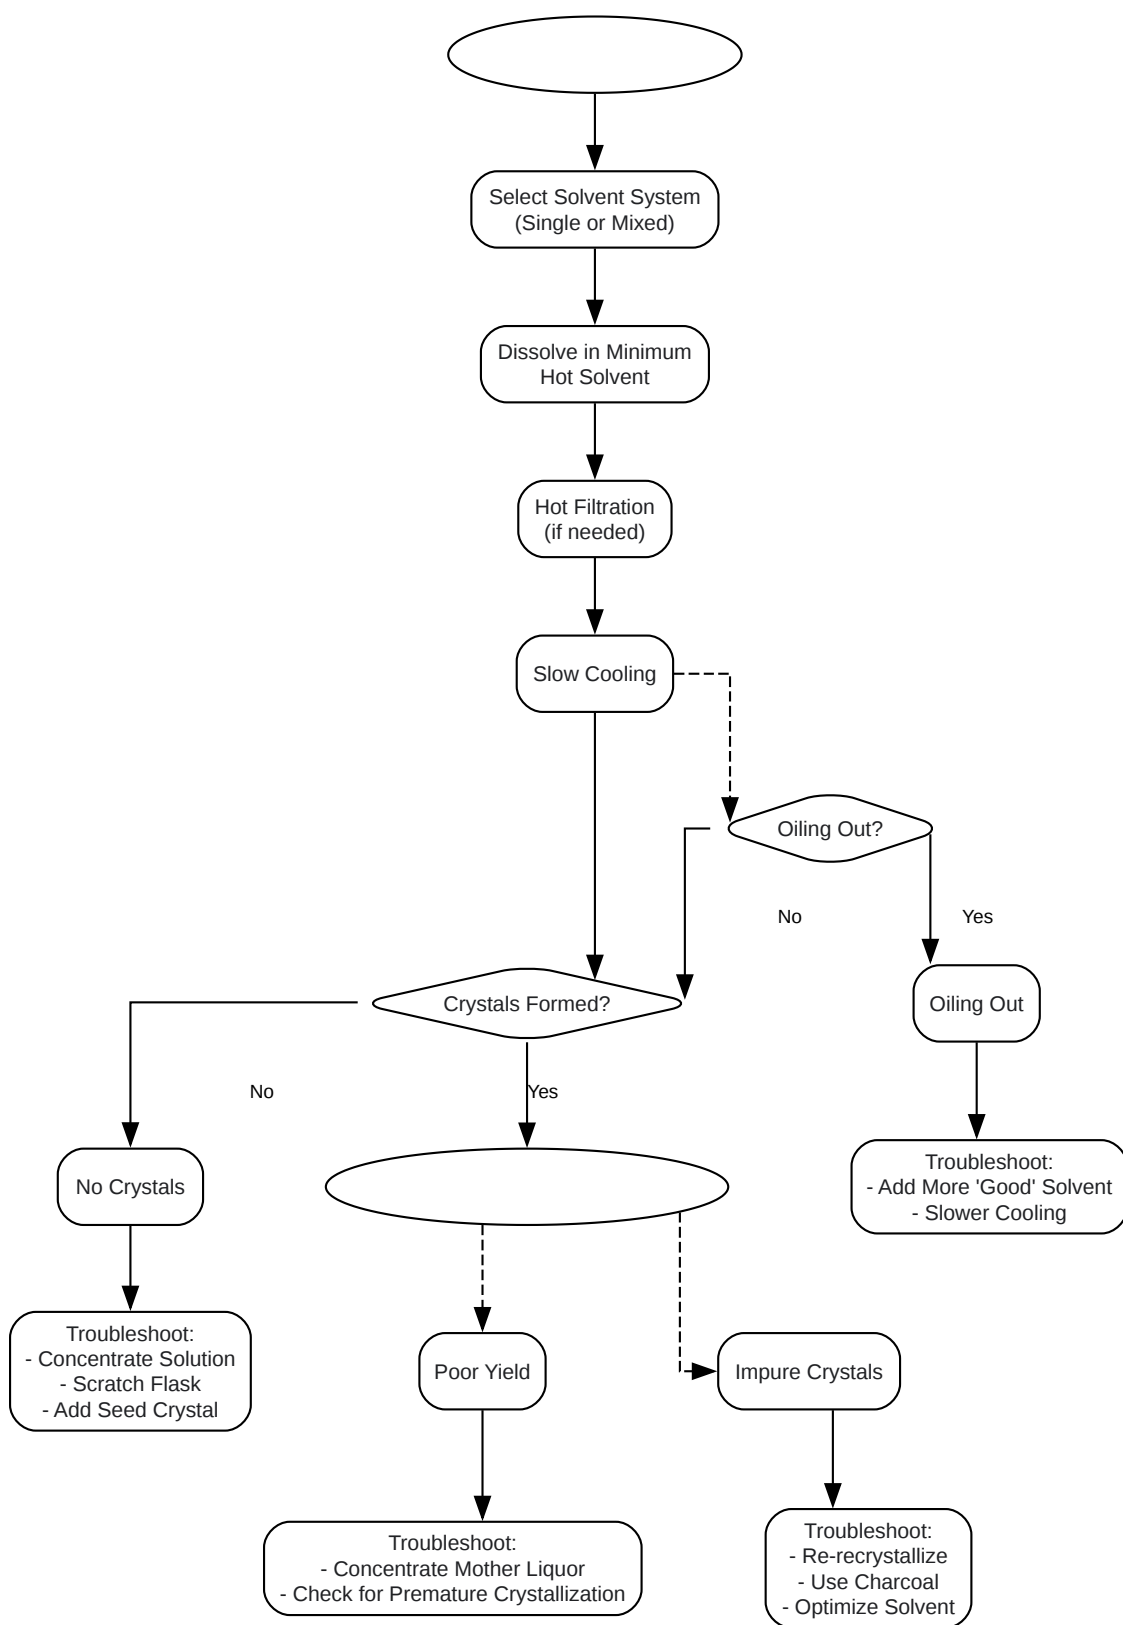 Select Solvent System
(Single or Mixed)
Dissolve in Minimum
Hot Solvent
Hot Filtration
(if needed)
Slow Cooling
Oiling Out?
No
Yes
Crystals Formed?
Oiling Out
No
Yes
No Crystals
Troubleshoot:
- Add More 'Good' Solvent
- Slower Cooling
Troubleshoot:
- Concentrate Solution
- Scratch Flask
- Add Seed Crystal
Poor Yield
Impure Crystals
Troubleshoot:
- Concentrate Mother Liquor
- Check for Premature Crystallization
Troubleshoot:
- Re-recrystallize
- Use Charcoal
- Optimize Solvent